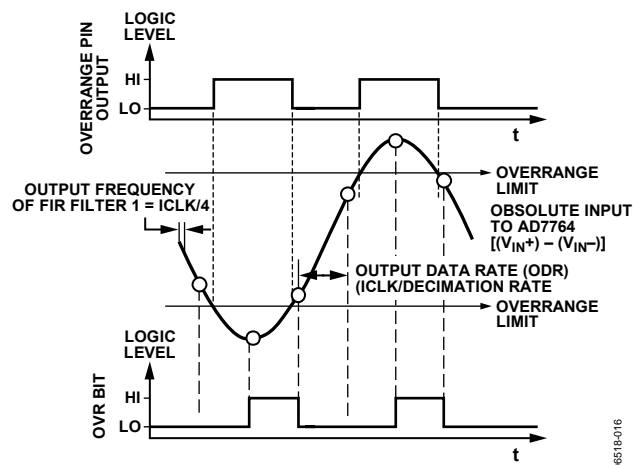 LOGIC
LEVEL
OVERRANGE PIN
OUTPUT
HI
LO
t
OVERRANGE
LIMIT
OUTPUT FREQUENCY
OF FIR FILTER 1 = ICLK/4
OBSOLUTE INPUT
TO AD7764
[(VIN+) – (VIN–)]
OUTPUT DATA RATE (ODR)
(ICLK/DECIMATION RATE
OVERRANGE
LIMIT
LOGIC
LEVEL
OVR BIT
HI
LO
t
06518-016